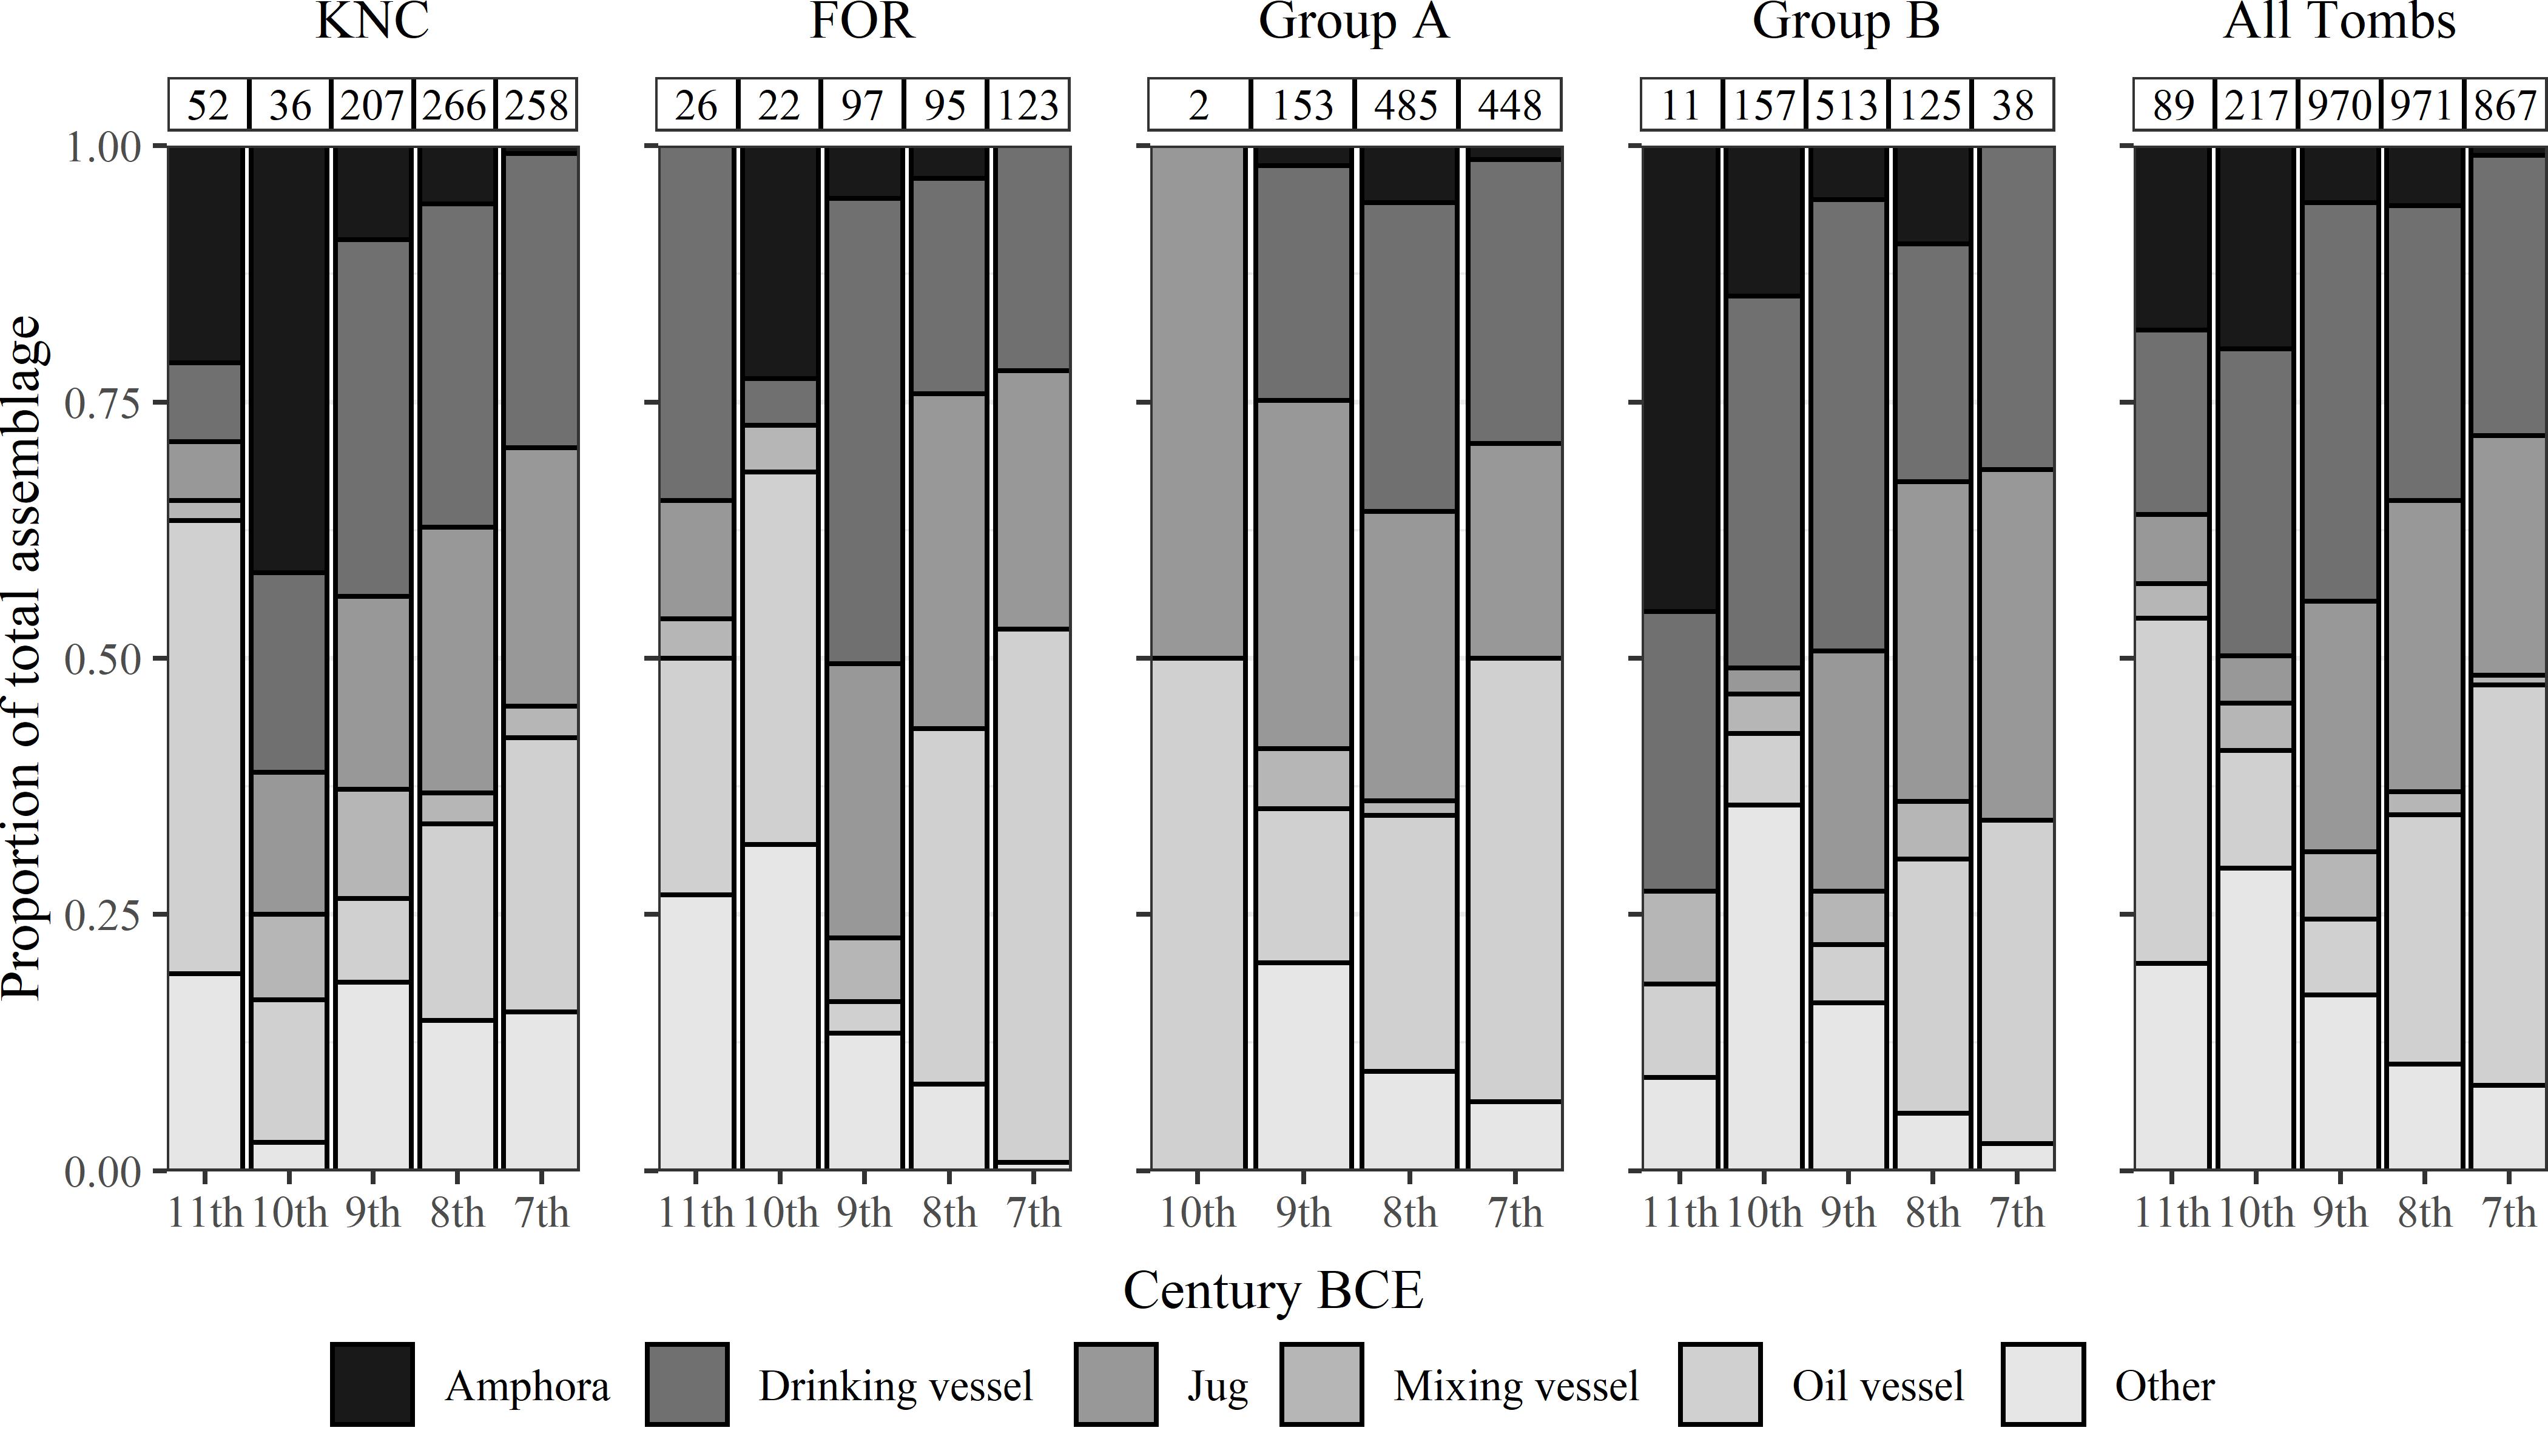 KNC FOR Group A Group B All Tombs
52 36 207 266 258 26 22 97 95 123 2 153 485 448 11 157 513 125 38 89 217 970 971 867
Proportion of total assemblage
1.00
0.75
0.50
0.25
0.00
11th 10th 9th 8th 7th 11th 10th 9th 8th 7th 10th 9th 8th 7th 11th 10th 9th 8th 7th 11th 10th 9th 8th 7th
Century BCE
Amphora Drinking vessel Jug Mixing vessel Oil vessel Other